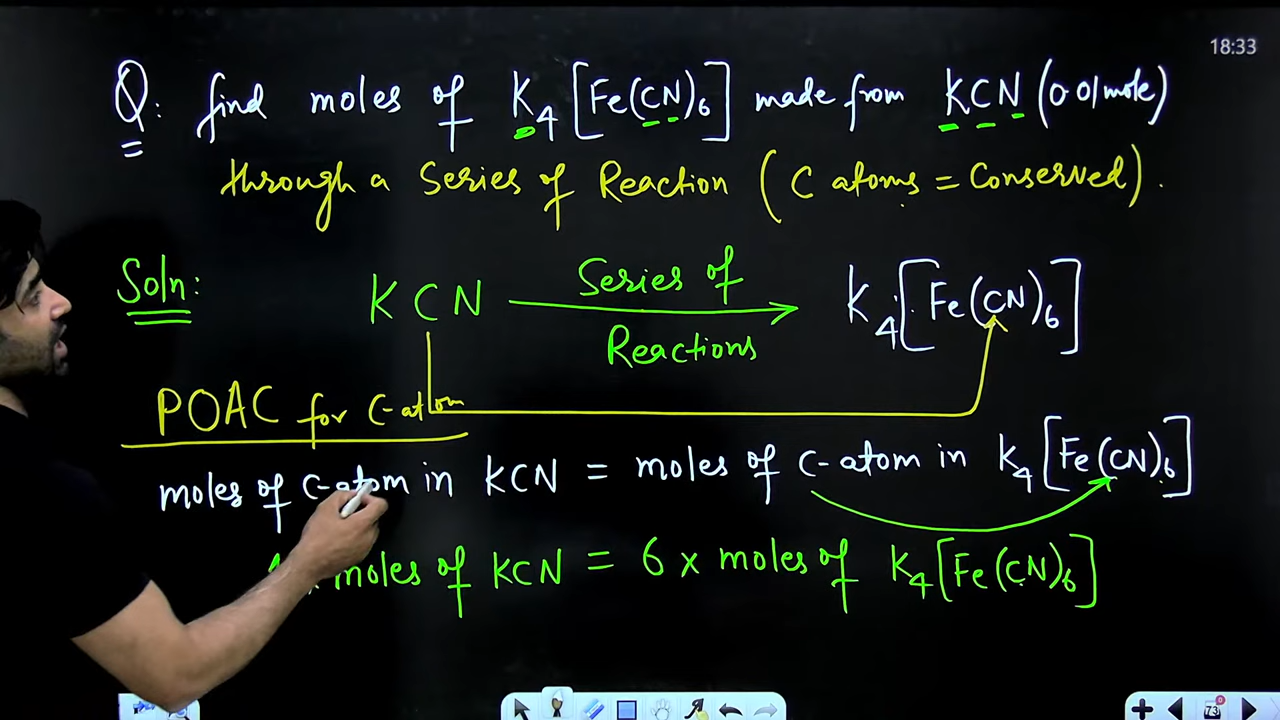 18:33
Q: find moles of K4[Fe(CN)6] made from KCN (0.01mole)
through a Series of Reaction (C atoms = Conserved).
Soln:
KCN Series of Reactions K4[Fe(CN)6]
POAC for C-atom
moles of C-atom in KCN = moles of C-atom in K4[Fe(CN)6]
moles of KCN = 6 x moles of K4[Fe(CN)6]
73